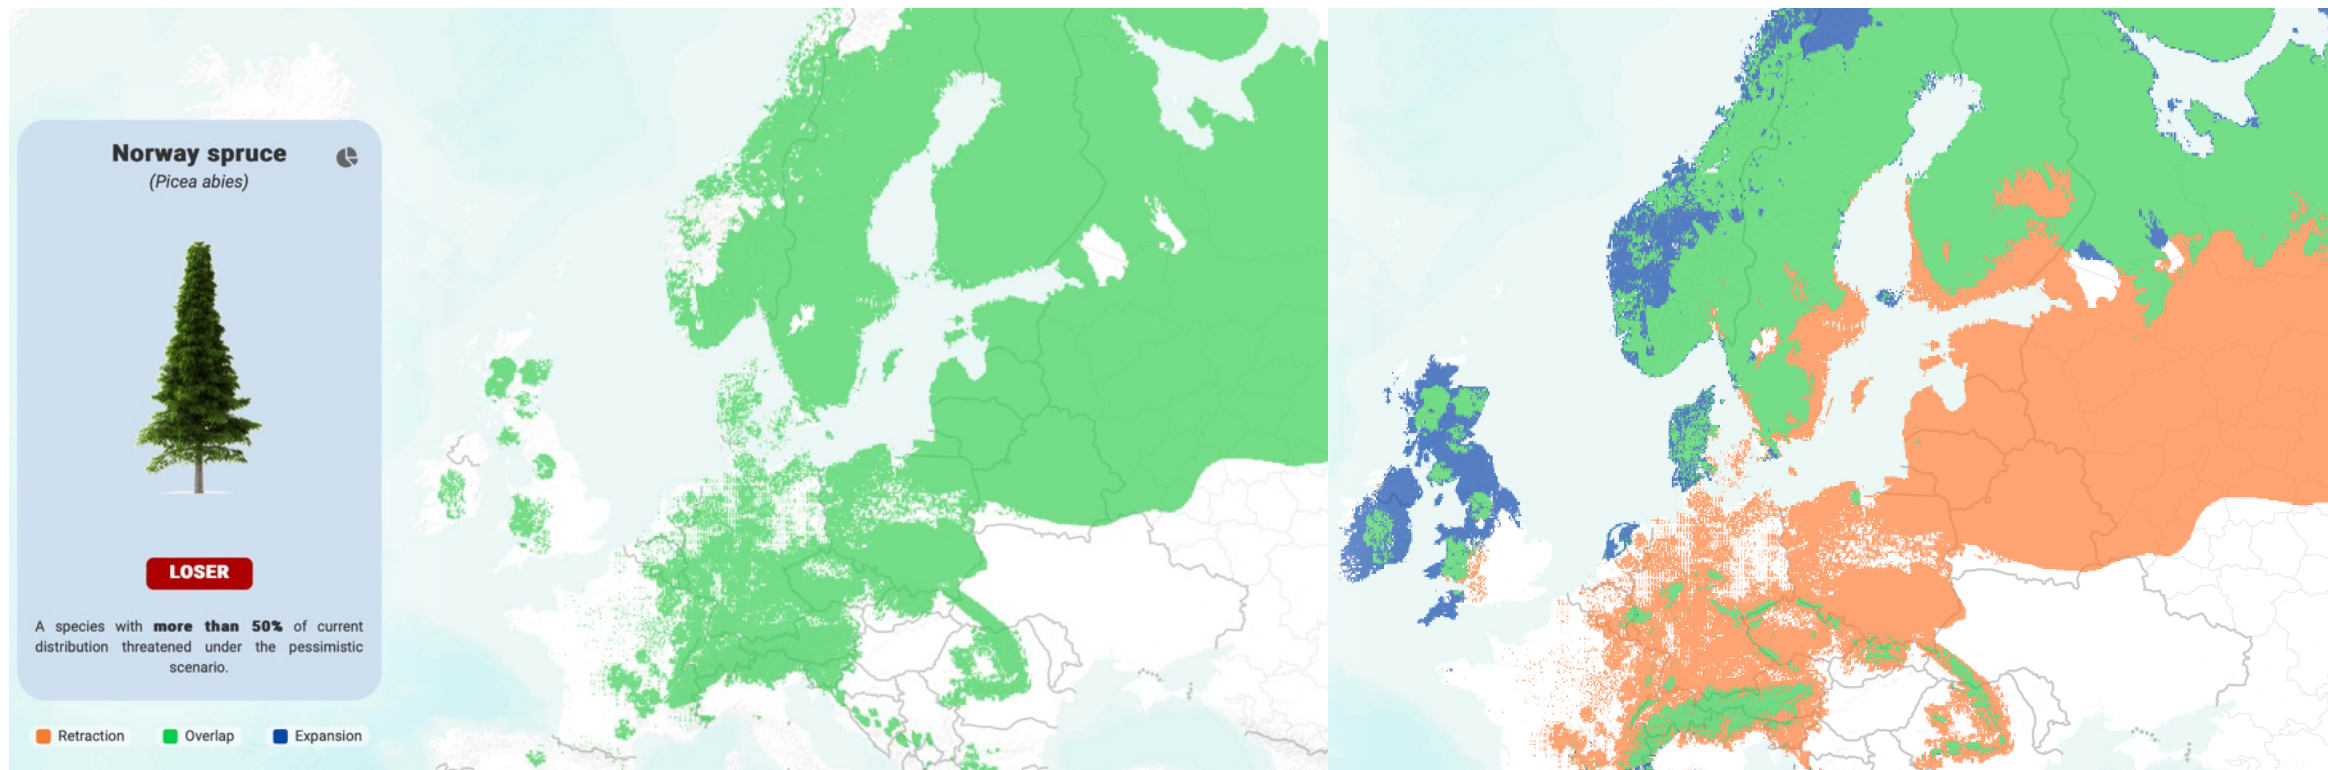 Norway spruce
(Picea abies)
LOSER
A species with more than 50% of current
distribution threatened under the pessimistic
scenario.
Retraction
Overlap
Expansion